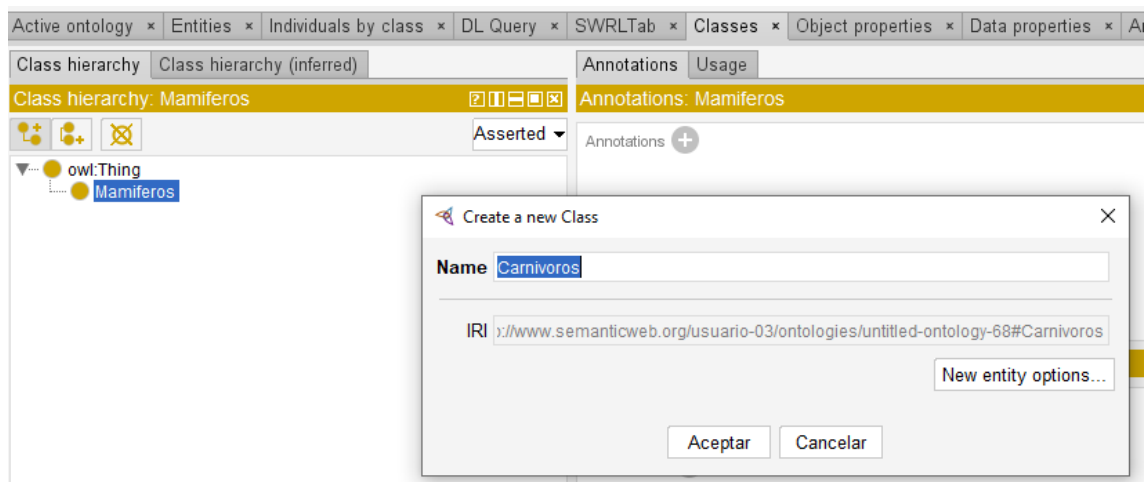 Active ontology × Entities × Individuals by class × DL Query × SWRLTab × Classes × Object properties × Data properties × An
Class hierarchy Class hierarchy (inferred)
Annotations Usage
Class hierarchy: Mamiferos
Annotations: Mamiferos
Asserted
Annotations
owl:Thing
Mamiferos
Create a new Class
Name Carnivoros
IRI ://www.semanticweb.org/usuario-03/ontologies/untitled-ontology-68#Carnivoros
New entity options...
Aceptar Cancelar